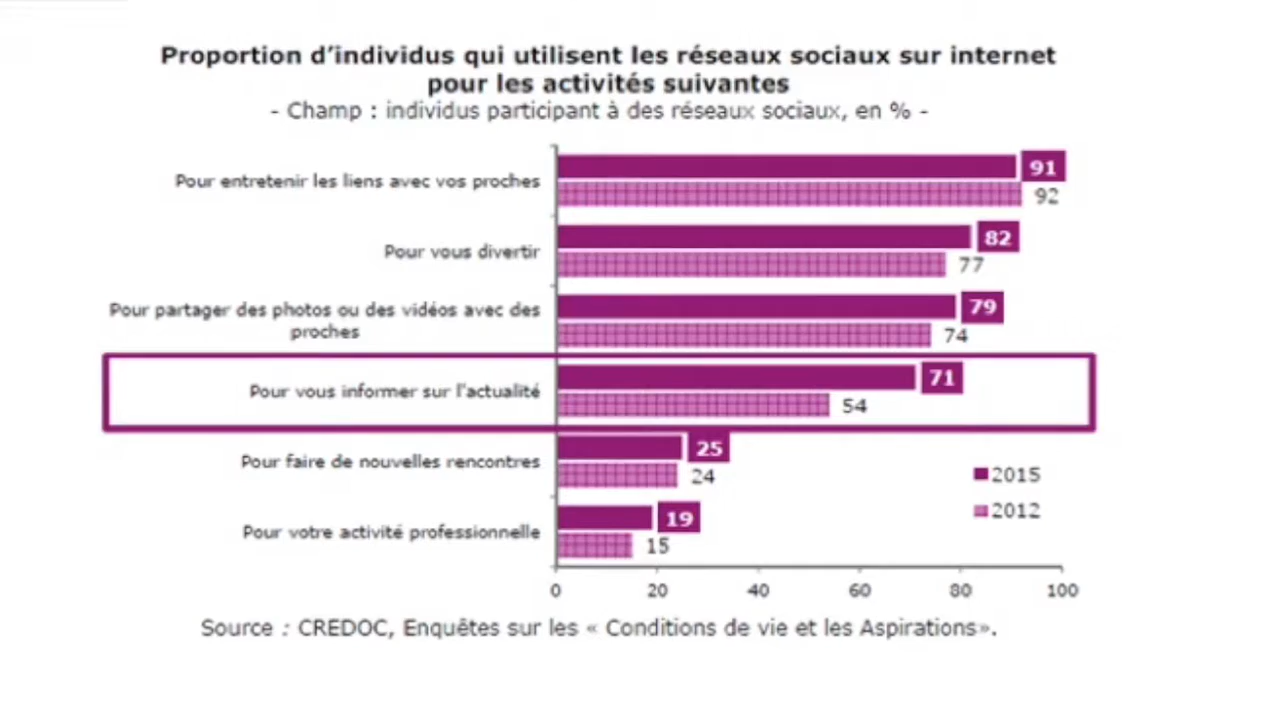 Proportion d'individus qui utilisent les réseaux sociaux sur internet
pour les activités suivantes
- Champ : individus participant à des réseaux sociaux, en % -
Pour entretenir les liens avec vos proches
91
92
Pour vous divertir
82
77
Pour partager des photos ou des vidéos avec des
proches
79
74
Pour vous informer sur l'actualité
71
54
Pour faire de nouvelles rencontres
25
24
Pour votre activité professionnelle
19
15
2015
2012
0 20 40 60 80 100
Source : CREDOC, Enquêtes sur les « Conditions de vie et les Aspirations».